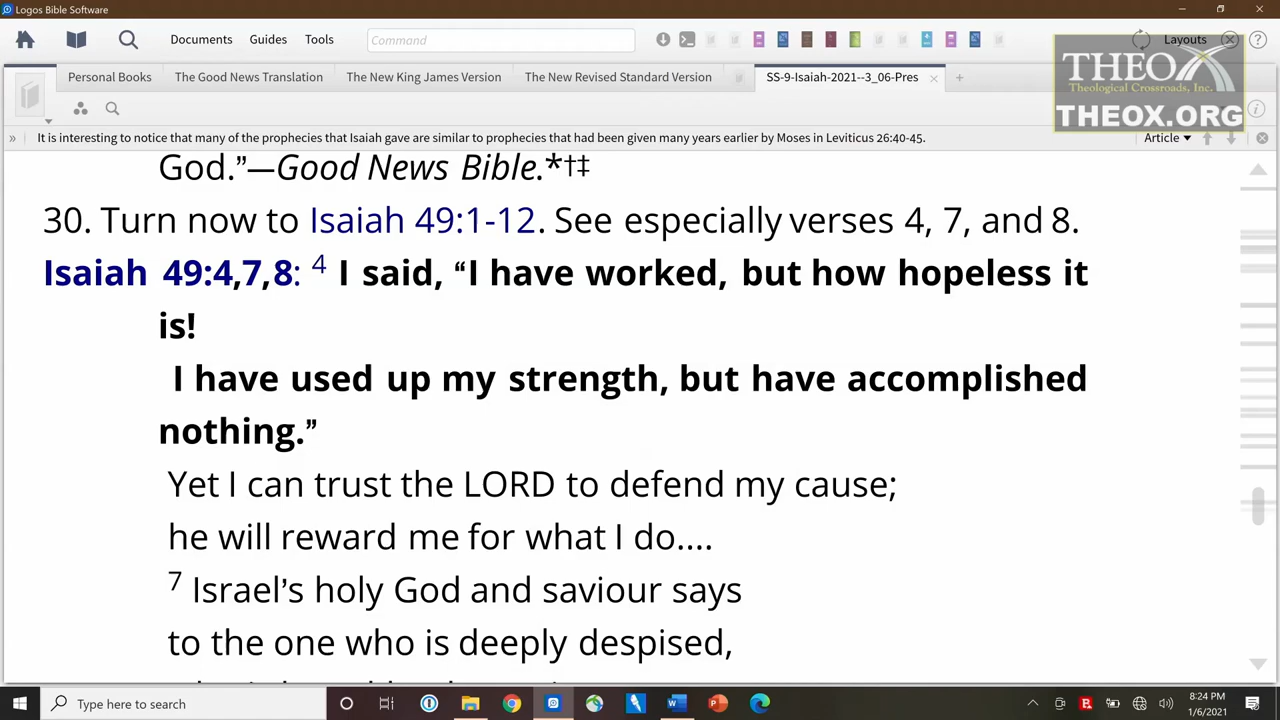 Logos Bible Software
Documents Guides Tools Command Layouts
Personal Books The Good News Translation The New King James Version The New Revised Standard Version SS-9-Isaiah-2021--3_06-Pres
THEOX
Theological Crossroads, Inc.
THEOX.ORG
» It is interesting to notice that many of the prophecies that Isaiah gave are similar to prophecies that had been given many years earlier by Moses in Leviticus 26:40-45. Article
God.”—Good News Bible.*†‡
30. Turn now to Isaiah 49:1-12. See especially verses 4, 7, and 8.
Isaiah 49:4,7,8: 4 I said, “I have worked, but how hopeless it
is!
I have used up my strength, but have accomplished
nothing.”
Yet I can trust the LORD to defend my cause;
he will reward me for what I do....
7 Israel’s holy God and saviour says
to the one who is deeply despised,
Type here to search
8:24 PM
1/6/2021